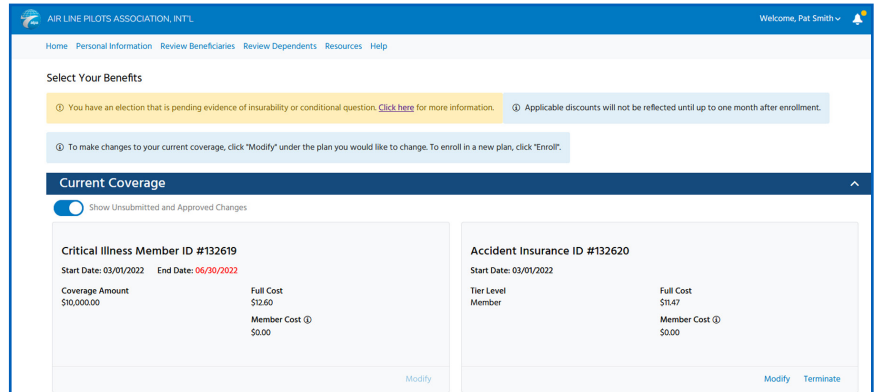 AIR LINE PILOTS ASSOCIATION, INT'L
Welcome, Pat Smith
Home Personal Information Review Beneficiaries Review Dependents Resources Help
Select Your Benefits
You have an election that is pending evidence of insurability or conditional question. Click here for more information.
Applicable discounts will not be reflected until up to one month after enrollment.
To make changes to your current coverage, click "Modify" under the plan you would like to change. To enroll in a new plan, click "Enroll".
Current Coverage
Show Unsubmitted and Approved Changes
Critical Illness Member ID #132619
Start Date: 03/01/2022 End Date: 06/30/2022
Coverage Amount
$10,000.00
Full Cost
$12.60
Member Cost
$0.00
Modify
Accident Insurance ID #132620
Start Date: 03/01/2022
Tier Level
Member
Full Cost
$11.47
Member Cost
$0.00
Modify Terminate